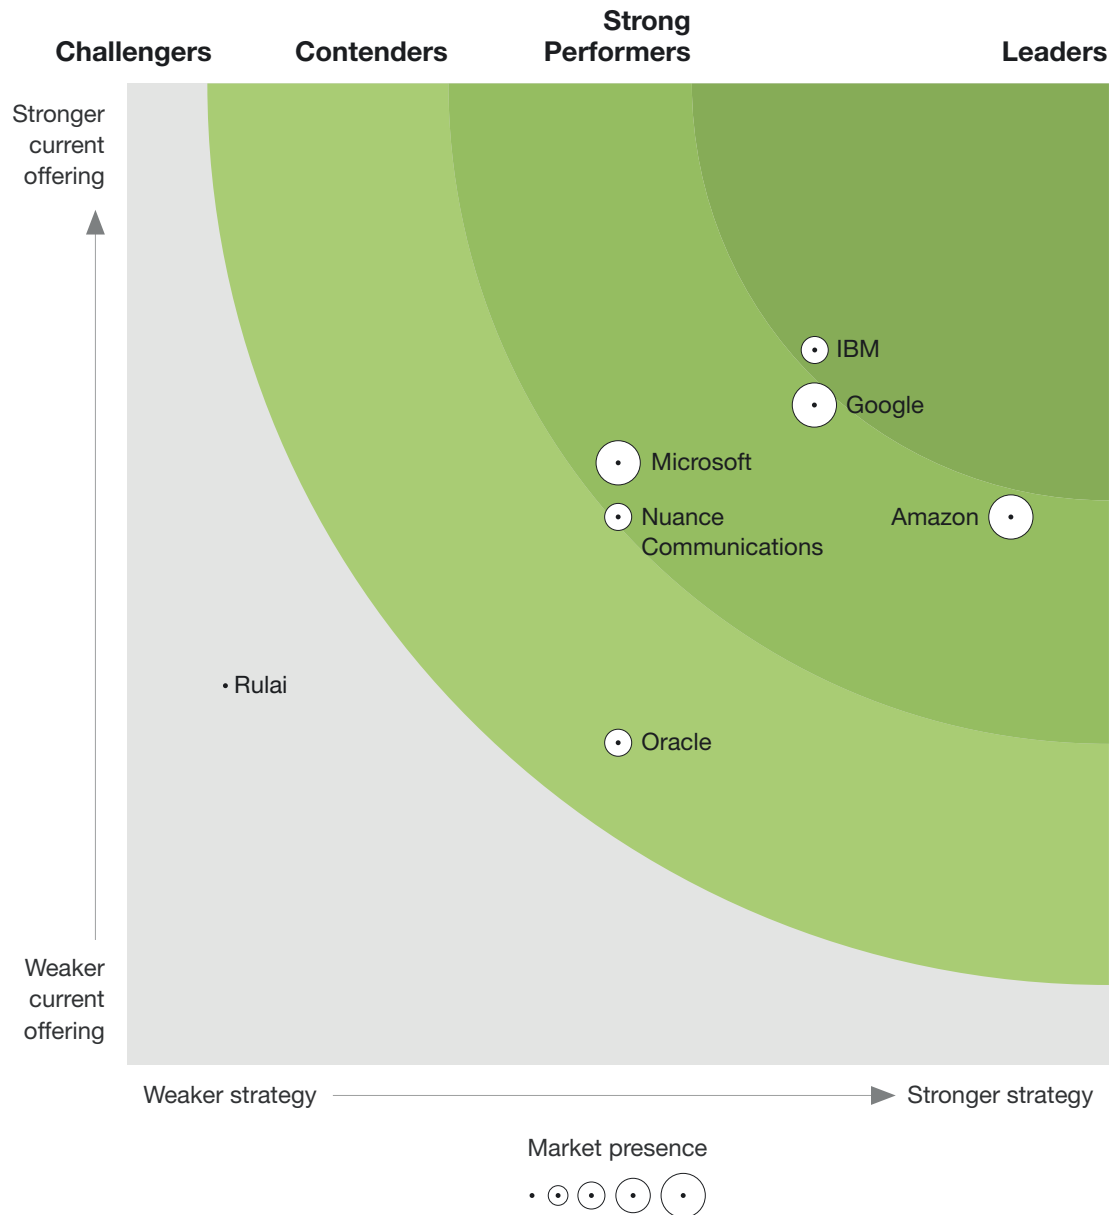 Challengers
Contenders
Strong
Performers
Leaders
Stronger
current
offering
IBM
Google
Microsoft
Nuance
Communications
Amazon
Rulai
Oracle
Weaker
current
offering
Weaker strategy
Stronger strategy
Market presence